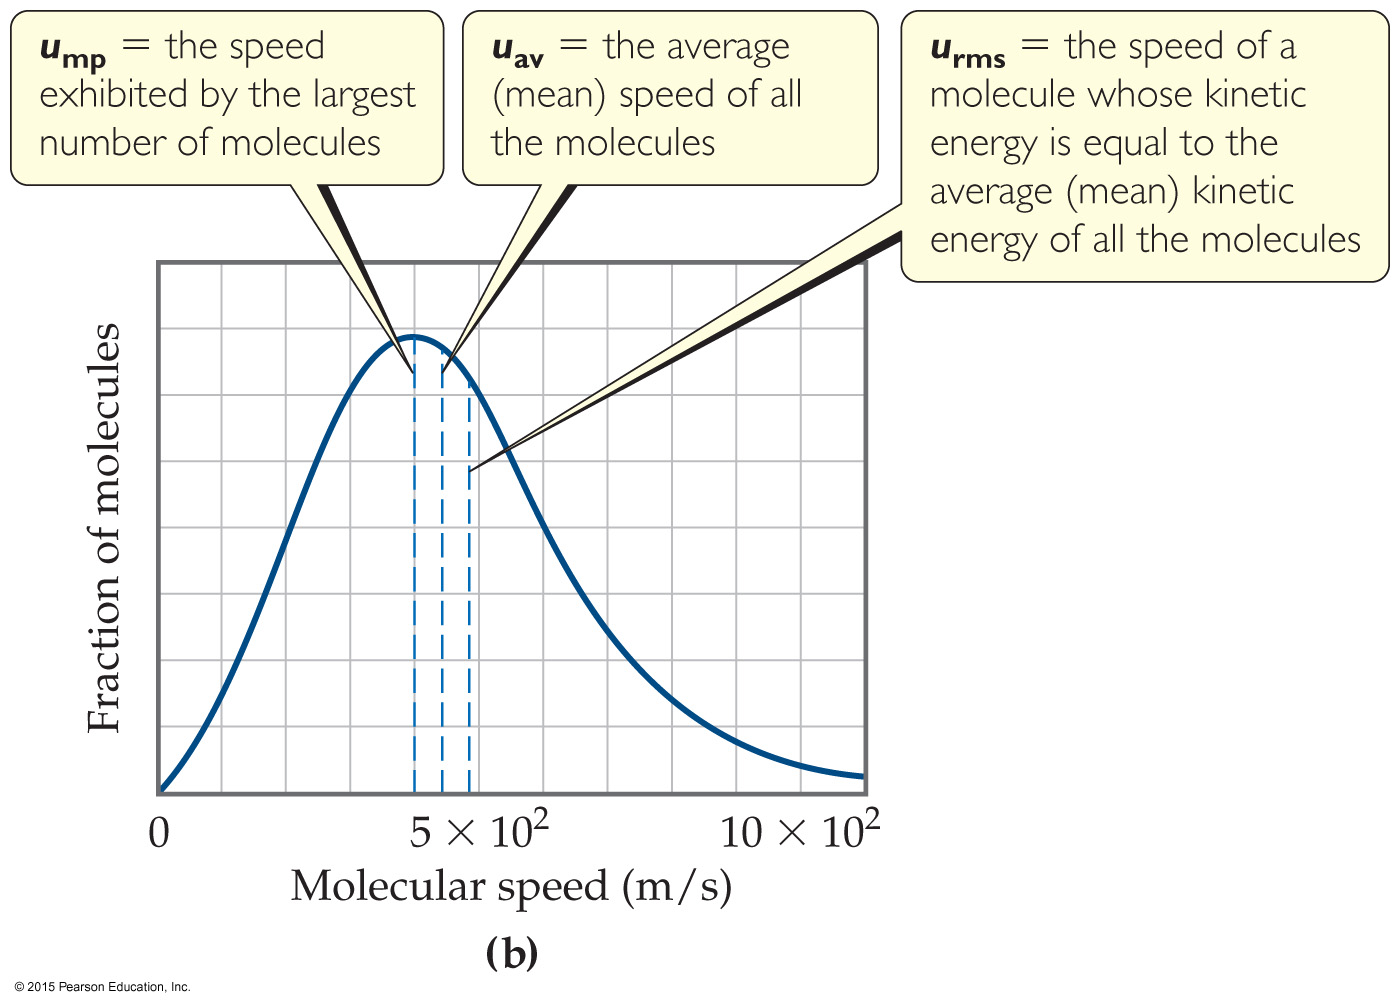 u_mp = the speed
exhibited by the largest
number of molecules
u_av = the average
(mean) speed of all
the molecules
u_rms = the speed of a
molecule whose kinetic
energy is equal to the
average (mean) kinetic
energy of all the molecules
Fraction of molecules
0
5 × 10²
10 × 10²
Molecular speed (m/s)
(b)
© 2015 Pearson Education, Inc.